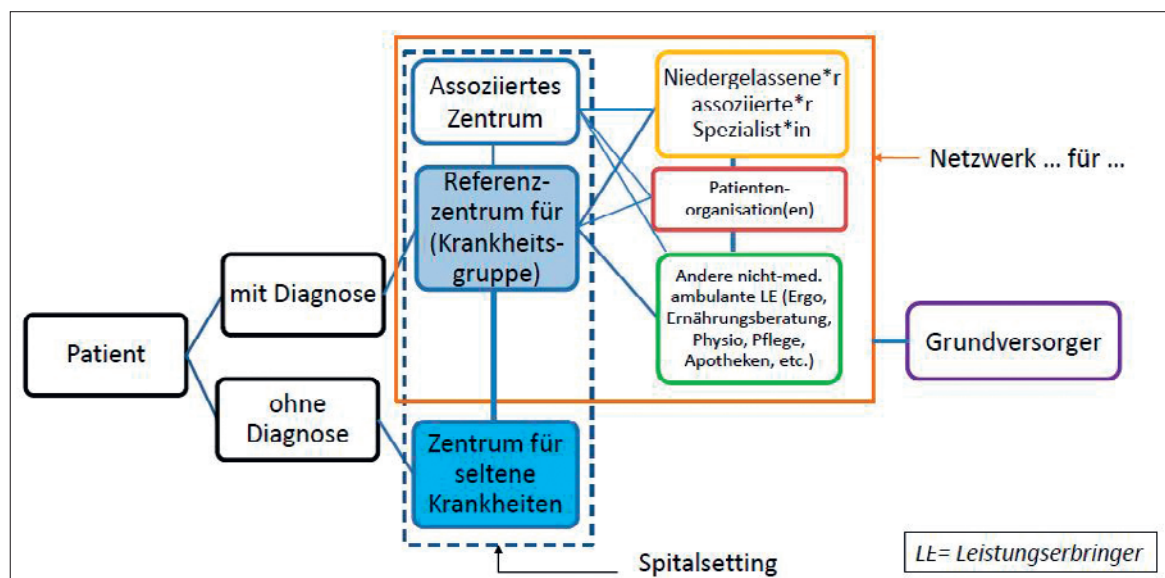 Assoziiertes
Zentrum
Niedergelassene*r
assoziierte*r
Spezialist*in
Netzwerk ... für ...
Referenz-
zentrum für
(Krankheits-
gruppe)
Patienten-
organisation(en)
mit Diagnose
Andere nicht-med.
ambulante LE (Ergo,
Ernährungsberatung,
Physio, Pflege,
Apotheken, etc.)
Patient
Grundversorger
ohne
Diagnose
Zentrum für
seltene
Krankheiten
Spitalsetting
LE= Leistungserbringer